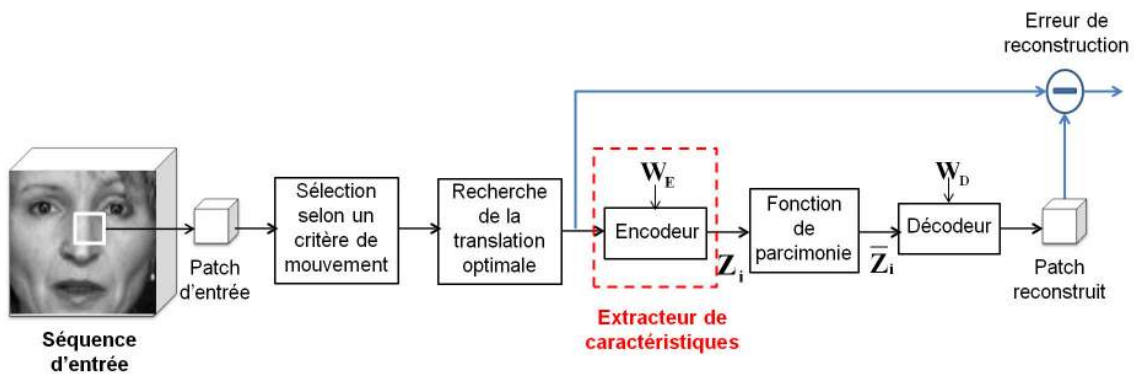 Erreur de
reconstruction
Séquence
d'entrée
Patch
d'entrée
Sélection
selon un
critère de
mouvement
Recherche
de la
translation
optimale
W_E
Encodeur
Extracteur de
caractéristiques
Z_i
Fonction
de
parcimonie
Z̅_i
W_D
Décodeur
Patch
reconstruit